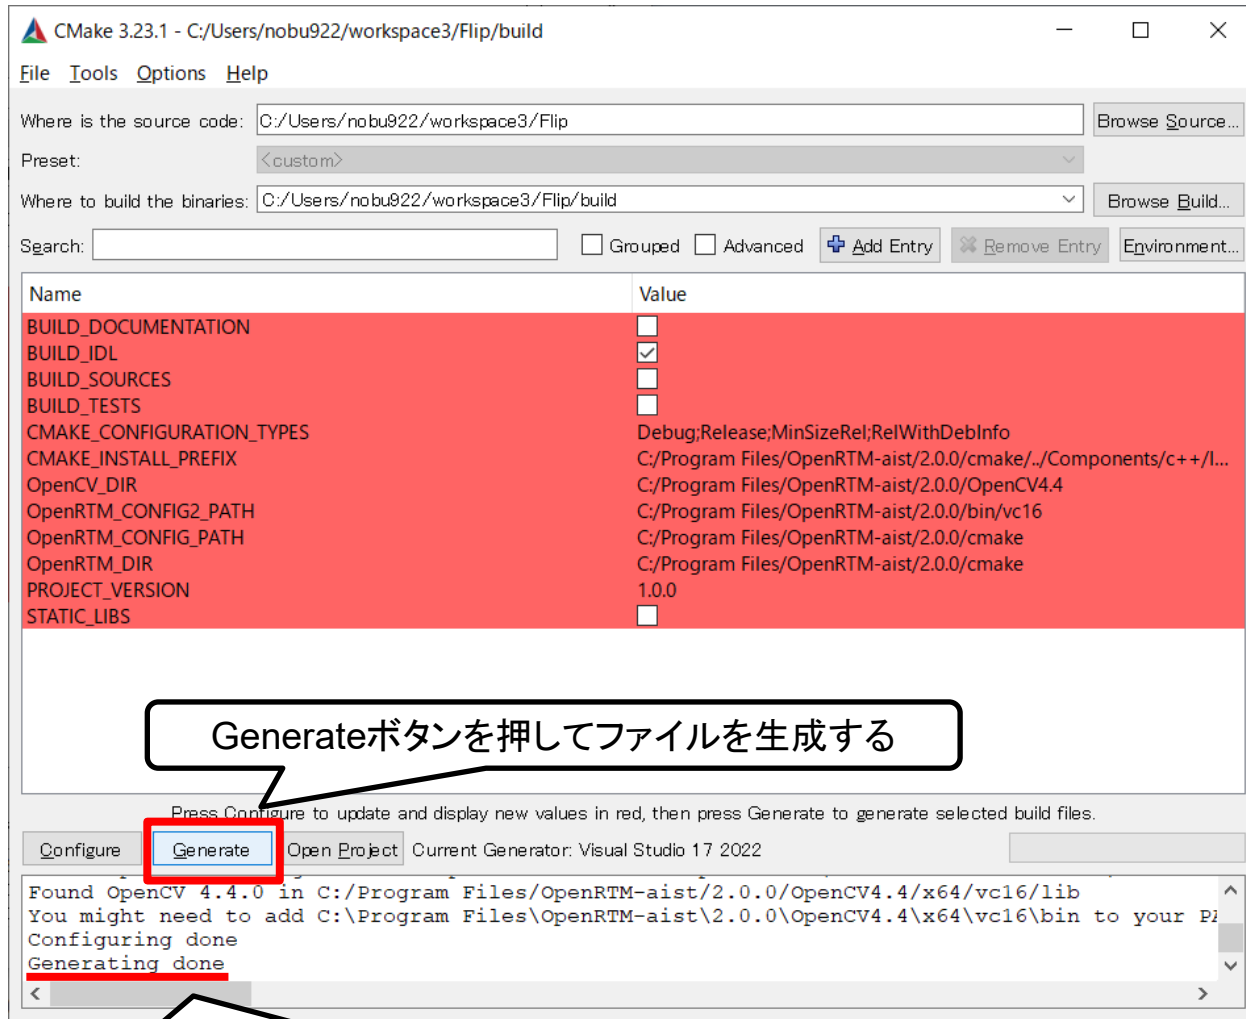 CMake 3.23.1 - C:/Users/nobu922/workspace3/Flip/build
File Tools Options Help
Where is the source code: C:/Users/nobu922/workspace3/Flip Browse Source...
Preset: <custom>
Where to build the binaries: C:/Users/nobu922/workspace3/Flip/build Browse Build...
Search: Grouped Advanced Add Entry Remove Entry Environment...
Name Value
BUILD_DOCUMENTATION
BUILD_IDL
BUILD_SOURCES
BUILD_TESTS
CMAKE_CONFIGURATION_TYPES Debug;Release;MinSizeRel;RelWithDebInfo
CMAKE_INSTALL_PREFIX C:/Program Files/OpenRTM-aist/2.0.0/cmake/../Components/c++/I...
OpenCV_DIR C:/Program Files/OpenRTM-aist/2.0.0/OpenCV4.4
OpenRTM_CONFIG2_PATH C:/Program Files/OpenRTM-aist/2.0.0/bin/vc16
OpenRTM_CONFIG_PATH C:/Program Files/OpenRTM-aist/2.0.0/cmake
OpenRTM_DIR C:/Program Files/OpenRTM-aist/2.0.0/cmake
PROJECT_VERSION 1.0.0
STATIC_LIBS
Generateボタンを押してファイルを生成する
Press Configure to update and display new values in red, then press Generate to generate selected build files.
Configure Generate Open Project Current Generator: Visual Studio 17 2022
Found OpenCV 4.4.0 in C:/Program Files/OpenRTM-aist/2.0.0/OpenCV4.4/x64/vc16/lib
You might need to add C:\Program Files\OpenRTM-aist\2.0.0\OpenCV4.4\x64\vc16\bin to your
Configuring done
Generating done